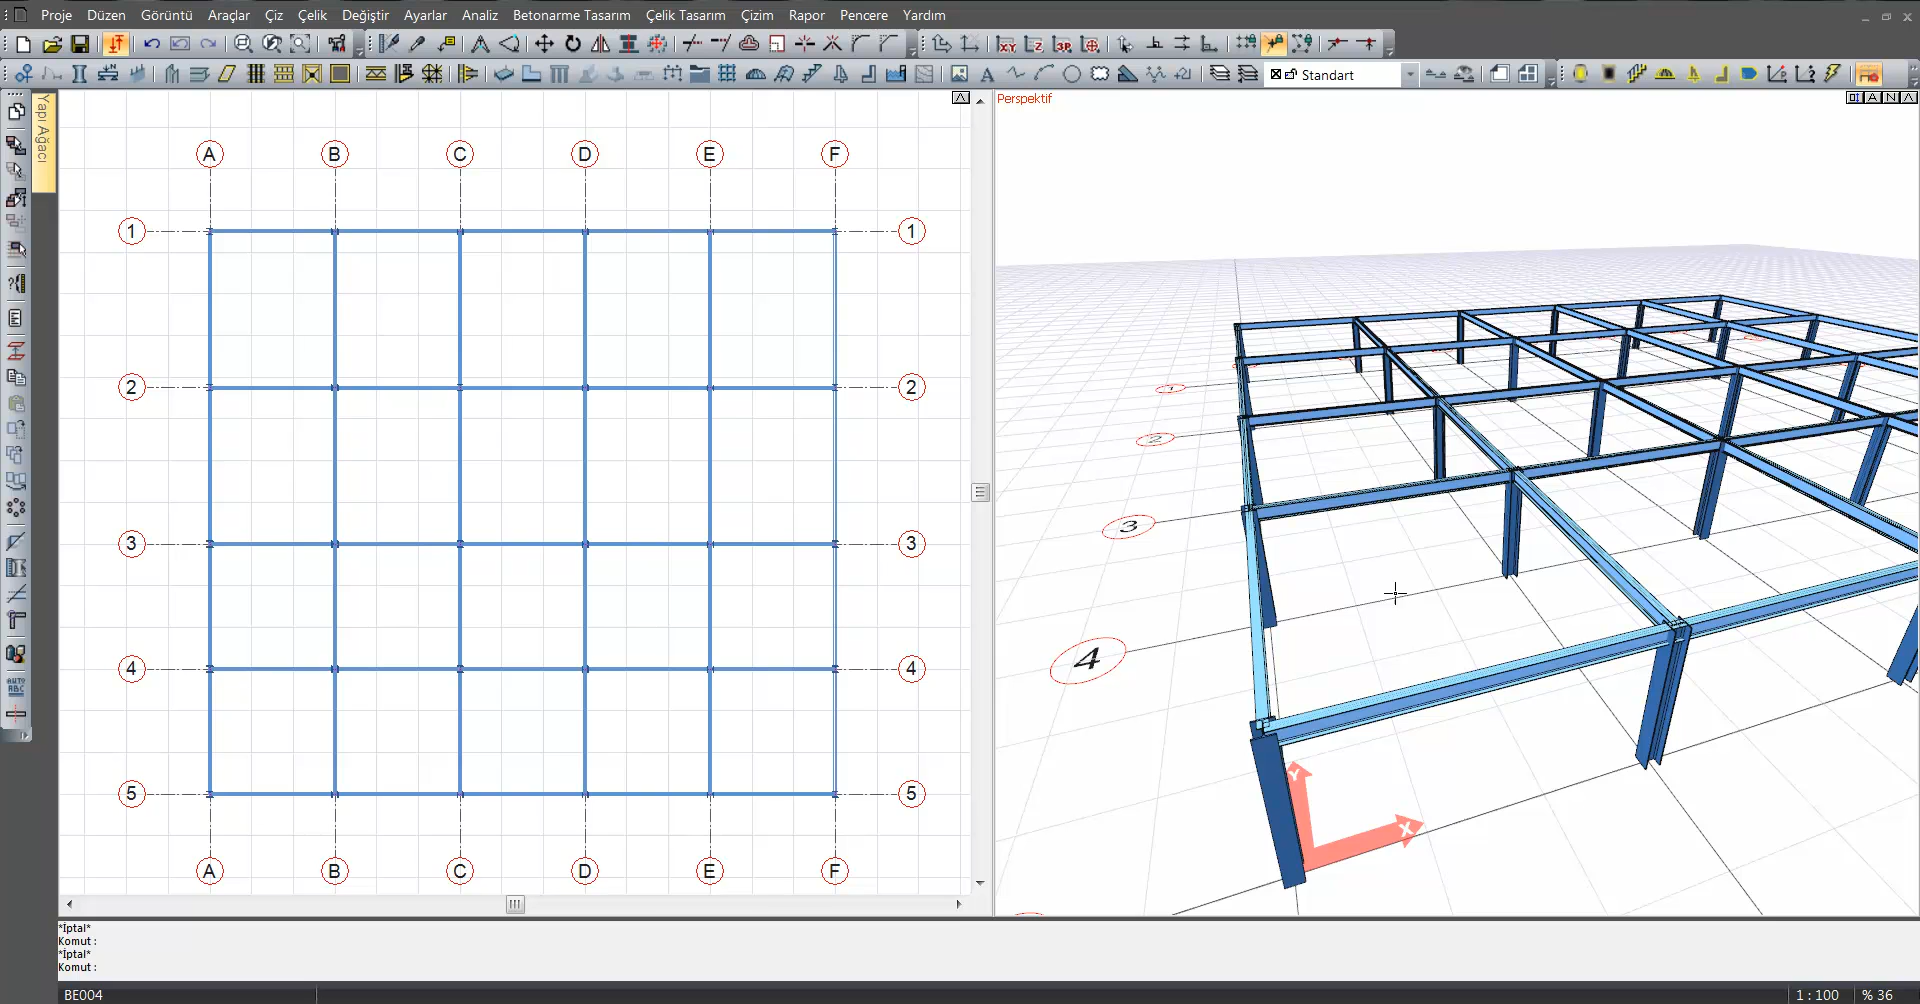 Proje Düzen Görüntü Araçlar Çiz Çelik Değiştir Ayarlar Analiz Betonarme Tasarım Çelik Tasarım Çizim Rapor Pencere Yardım
Standart
Yapı Ağacı
Perspektif
A B C D E F
1 1
2 2
3 3
4 4
5 5
A B C D E F
1
2
3
4
Y
X
*İptal*
Komut :
*İptal*
Komut :
BE004
1 : 100 % 36